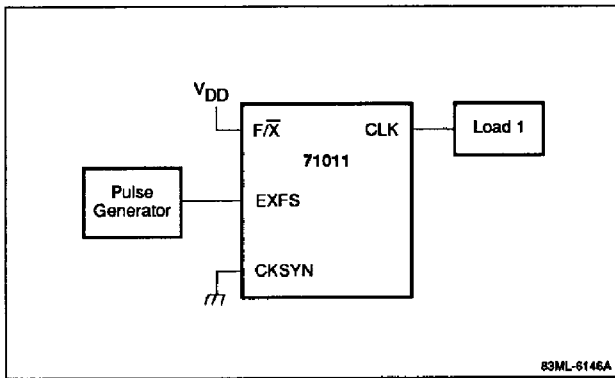 VDD
F/X̅ CLK Load 1
71011
Pulse
Generator
EXFS
CKSYN
83ML-6146A